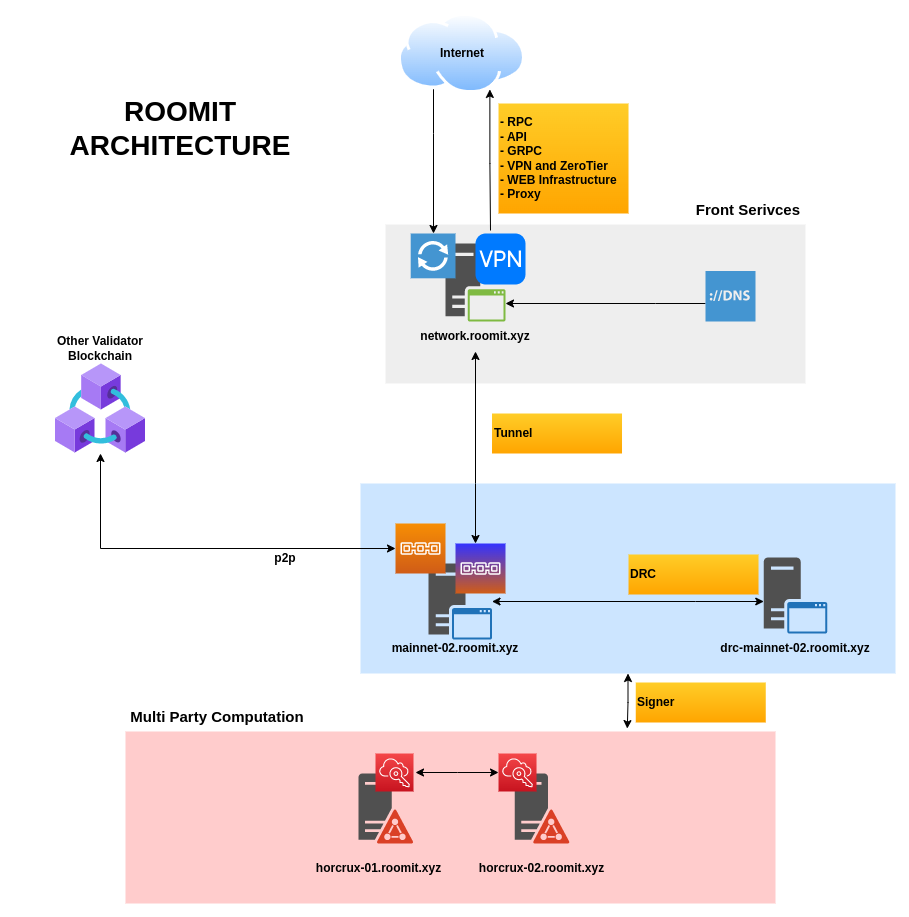 Internet
ROOMIT
ARCHITECTURE
- RPC
- API
- GRPC
- VPN and ZeroTier
- WEB Infrastructure
- Proxy
Front Serivces
VPN
://DNS
network.roomit.xyz
Other Validator
Blockchain
Tunnel
p2p
DRC
mainnet-02.roomit.xyz
drc-mainnet-02.roomit.xyz
Signer
Multi Party Computation
horcrux-01.roomit.xyz
horcrux-02.roomit.xyz